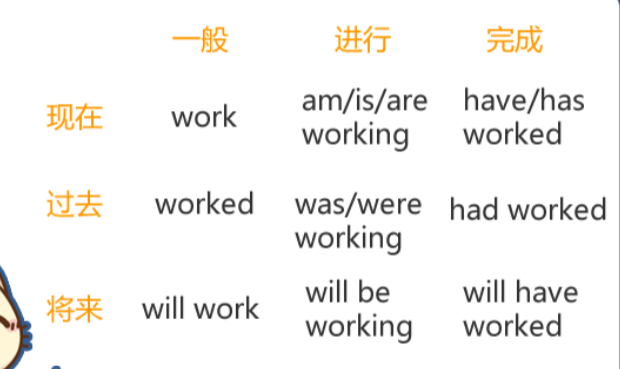 一般 进行 完成
现在 work am/is/are working have/has worked
过去 worked was/were working had worked
将来 will work will be working will have worked